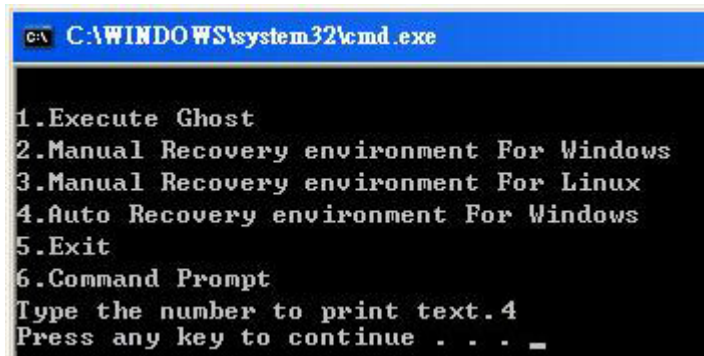 C:\WINDOWS\system32\cmd.exe
1.Execute Ghost
2.Manual Recovery environment For Windows
3.Manual Recovery environment For Linux
4.Auto Recovery environment For Windows
5.Exit
6.Command Prompt
Type the number to print text.4
Press any key to continue . . . _